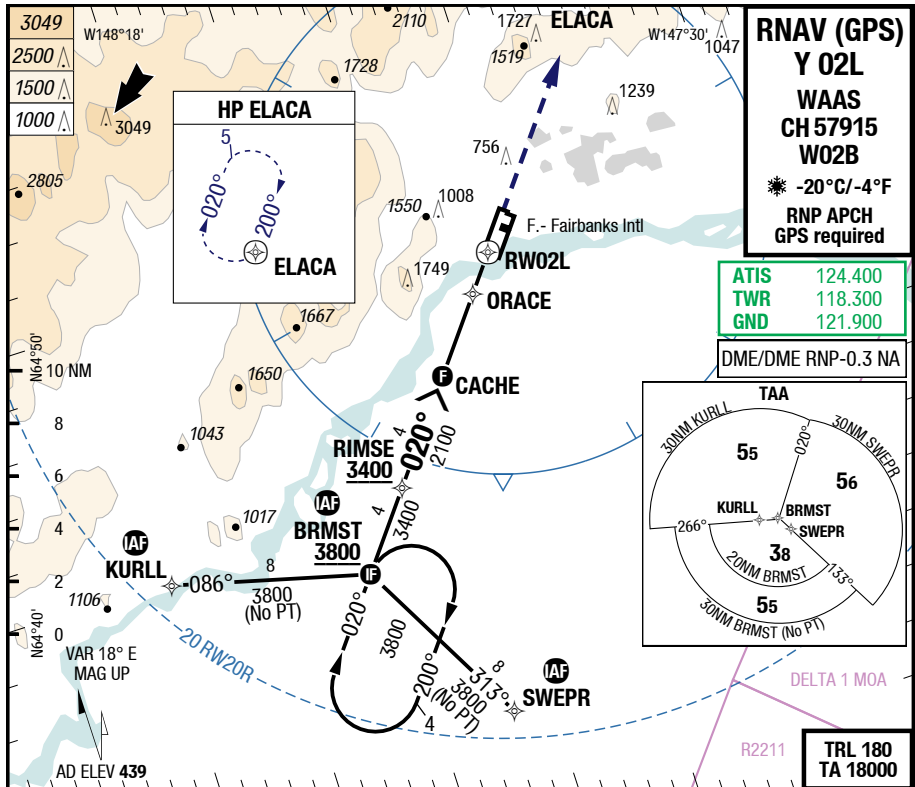 3049
2500
1500
1000
W148°18'
3049
2805
1728
2110
1727
1519
ELACA
W147°30'
1047
1239
756
RNAV (GPS)
Y 02L
WAAS
CH 57915
W02B
-20°C/-4°F
RNP APCH
GPS required
HP ELACA
5
020°
200°
ELACA
1550
1008
1749
1667
1650
1043
1017
1106
F.- Fairbanks Intl
RW02L
ORACE
CACHE
ATIS 124.400
TWR 118.300
GND 121.900
DME/DME RNP-0.3 NA
N64°50'
10 NM
8
6
4
2
0
N64°40'
F
4
020°
2100
RIMSE
3400
4
3400
IAF
BRMST
3800
IF
IAF
KURLL
086°
8
3800
(No PT)
020°
3800
200°
4
313°
8
3800
(No PT)
IAF
SWEPR
20 RW20R
VAR 18° E
MAG UP
AD ELEV 439
TAA
30NM KURLL
30NM SWEPR
020°
55
56
KURLL
BRMST
SWEPR
266°
38
133°
20NM BRMST
55
30NM BRMST (No PT)
DELTA 1 MOA
R2211
TRL 180
TA 18000